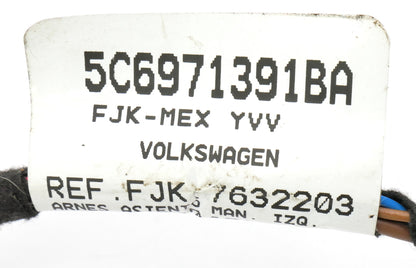 5C6971391BA
FJK-MEX YVV
VOLKSWAGEN
REF.FJK 7632203
ARNES ASIENTO MAN. IZQ.